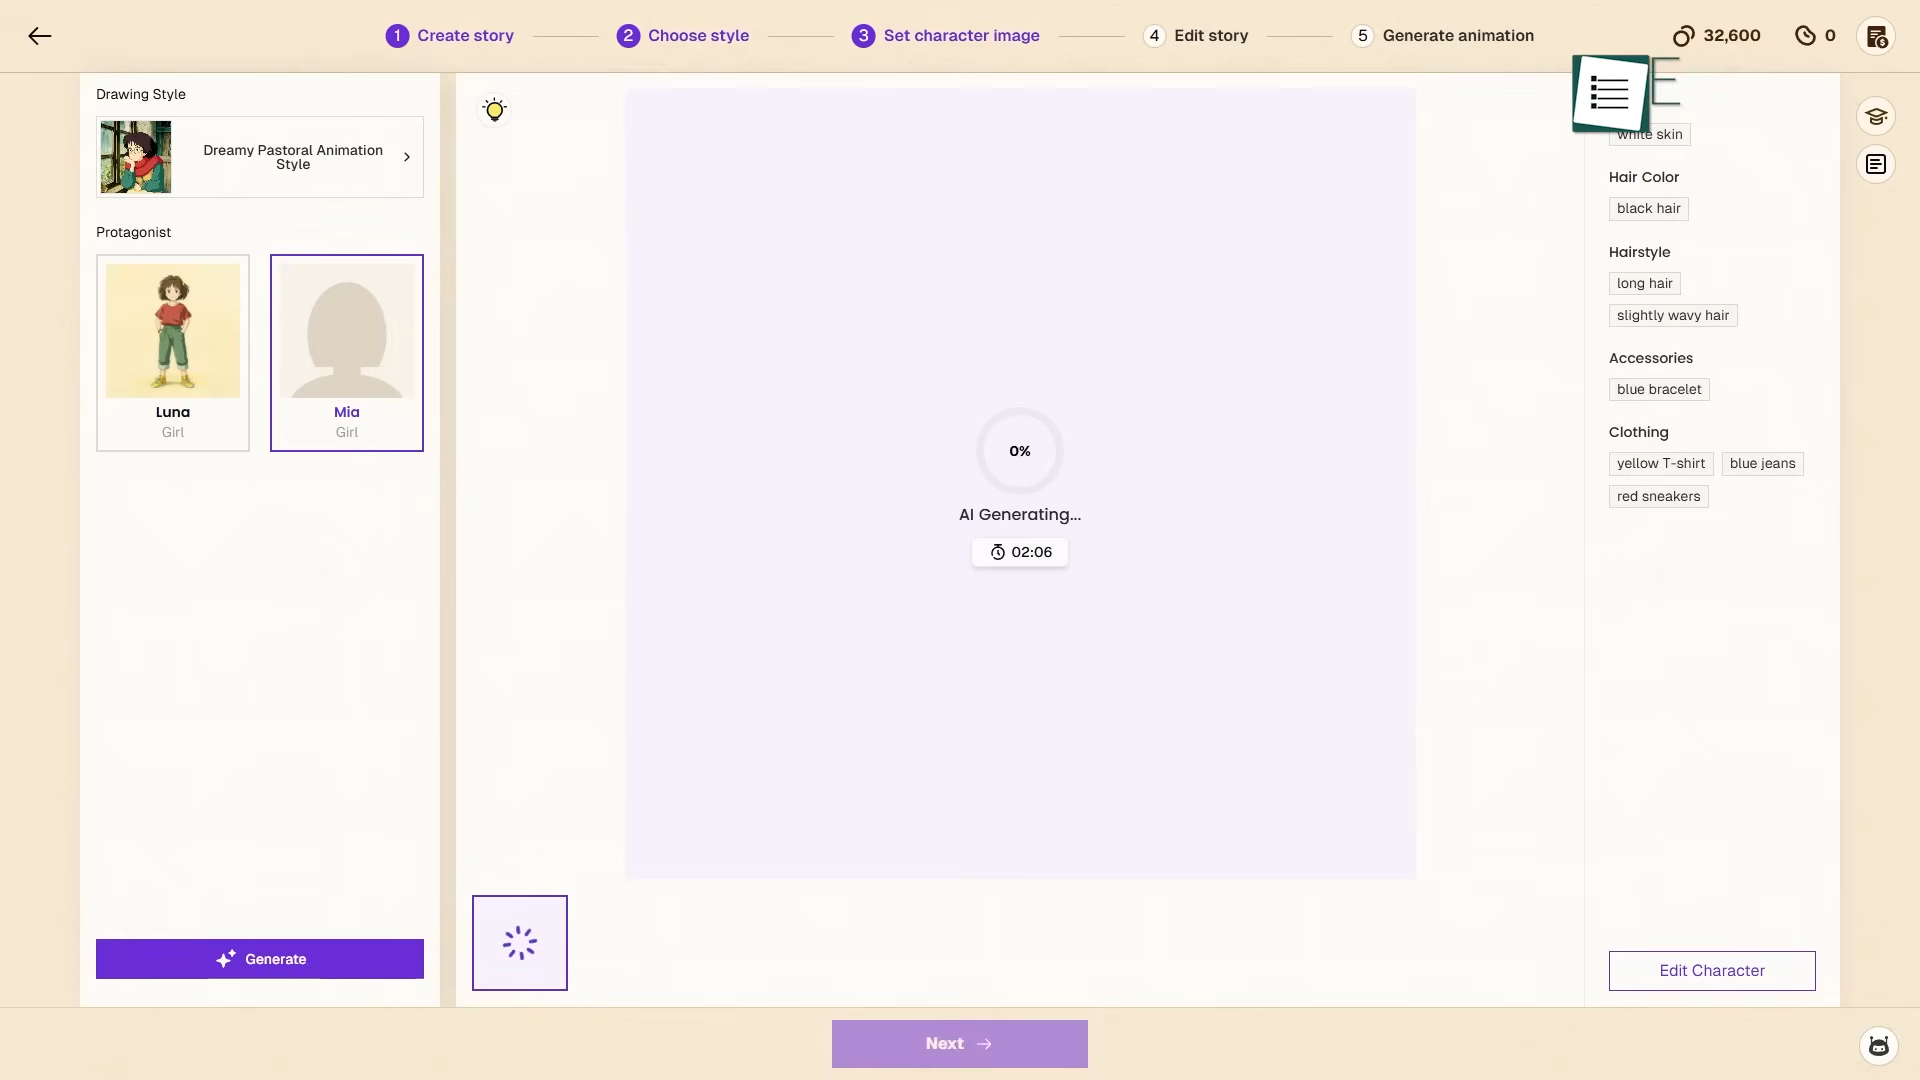 1 Create story
2 Choose style
3 Set character image
4 Edit story
5 Generate animation
32,600
0
Drawing Style
Dreamy Pastoral Animation
Style
Protagonist
Luna
Girl
Mia
Girl
Generate
0%
AI Generating...
02:06
E
white skin
Hair Color
black hair
Hairstyle
long hair
slightly wavy hair
Accessories
blue bracelet
Clothing
yellow T-shirt blue jeans
red sneakers
Edit Character
Next